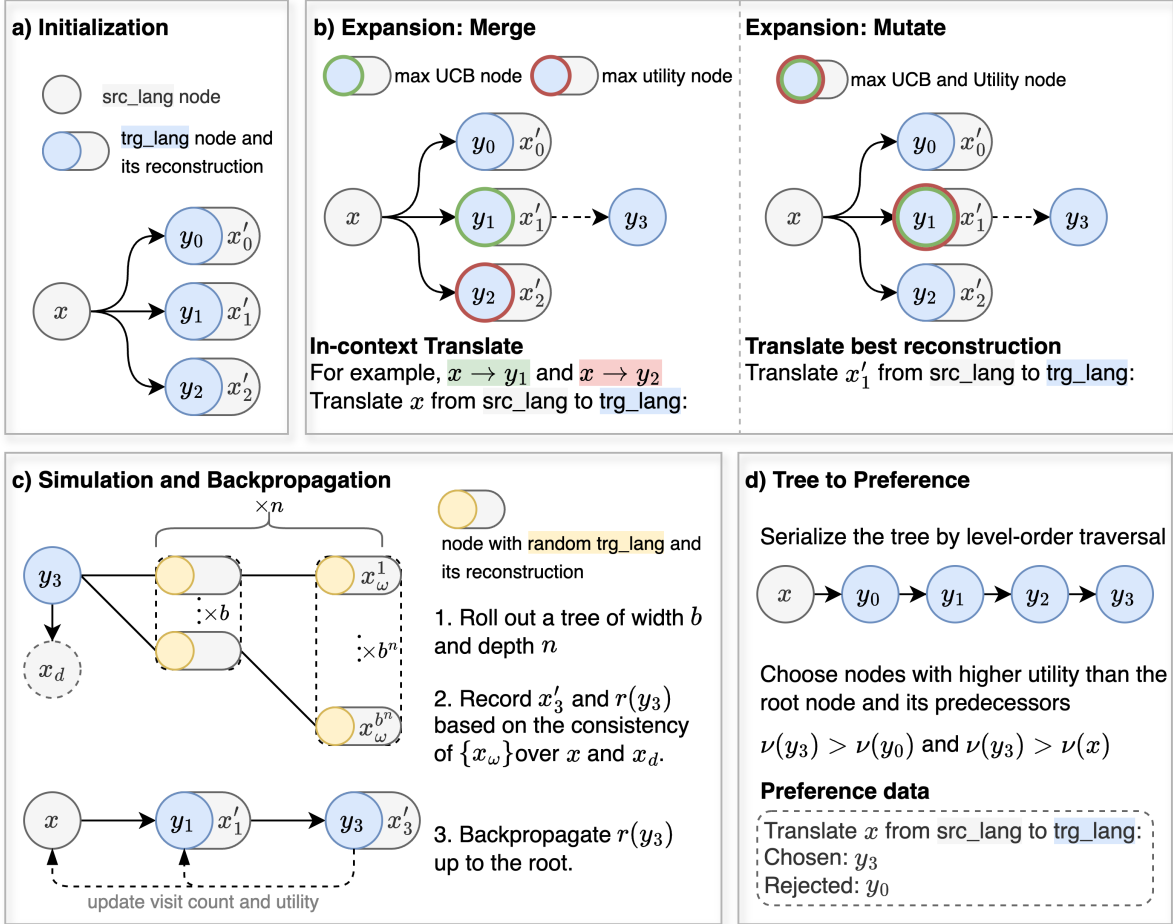 a) Initialization
src_lang node
trg_lang node and
its reconstruction
x
y₀ x′₀
y₁ x′₁
y₂ x′₂
b) Expansion: Merge
max UCB node
max utility node
x
y₀ x′₀
y₁ x′₁
y₃
y₂ x′₂
In-context Translate
For example, x → y₁ and x → y₂
Translate x from src_lang to trg_lang:
Expansion: Mutate
max UCB and Utility node
x
y₀ x′₀
y₁ x′₁
y₃
y₂ x′₂
Translate best reconstruction
Translate x′₁ from src_lang to trg_lang:
c) Simulation and Backpropagation
×n
y₃
x_d
⋮×b
x_ω^1
⋮×bⁿ
x_ω^{bⁿ}
node with random trg_lang and
its reconstruction
1. Roll out a tree of width b
and depth n
2. Record x′₃ and r(y₃)
based on the consistency
of {x_ω} over x and x_d.
x
y₁ x′₁
y₃ x′₃
update visit count and utility
3. Backpropagate r(y₃)
up to the root.
d) Tree to Preference
Serialize the tree by level-order traversal
x y₀ y₁ y₂ y₃
Choose nodes with higher utility than the
root node and its predecessors
ν(y₃) > ν(y₀) and ν(y₃) > ν(x)
Preference data
Translate x from src_lang to trg_lang:
Chosen: y₃
Rejected: y₀